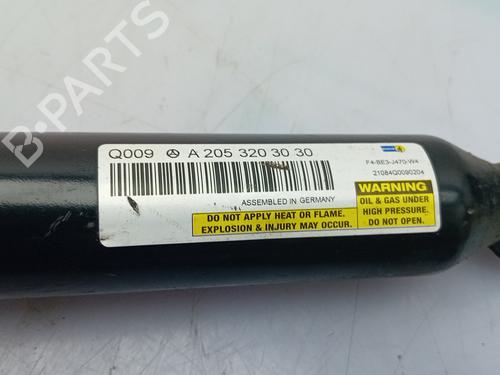 B-PARTS
Q009 A 205 320 30 30
ASSEMBLED IN GERMANY
DO NOT APPLY HEAT OR FLAME.
EXPLOSION & INJURY MAY OCCUR.
F4-BE3-J470-W4
21084Q0090204
WARNING
OIL & GAS UNDER
HIGH PRESSURE.
DO NOT OPEN.